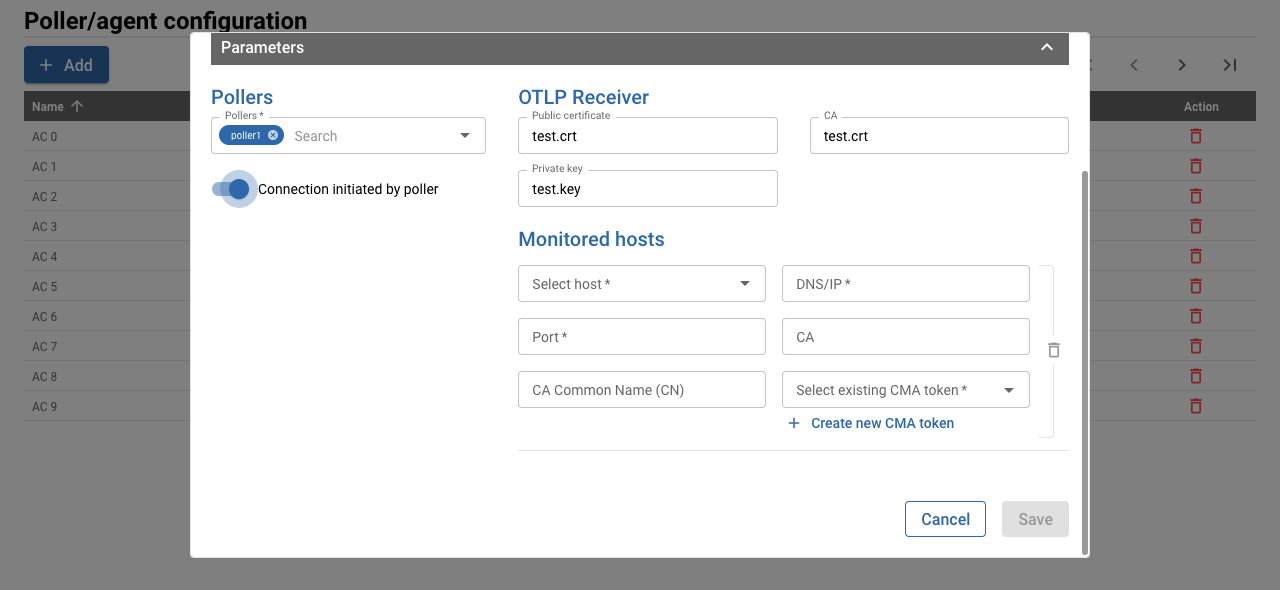 Poller/agent configuration
Add
Name
Action
AC 0
AC 1
AC 2
AC 3
AC 4
AC 5
AC 6
AC 7
AC 8
AC 9
Parameters
Pollers
Pollers *
poller1
Search
Connection initiated by poller
OTLP Receiver
Public certificate
test.crt
CA
test.crt
Private key
test.key
Monitored hosts
Select host *
DNS/IP *
Port *
CA
CA Common Name (CN)
Select existing CMA token *
Create new CMA token
Cancel
Save